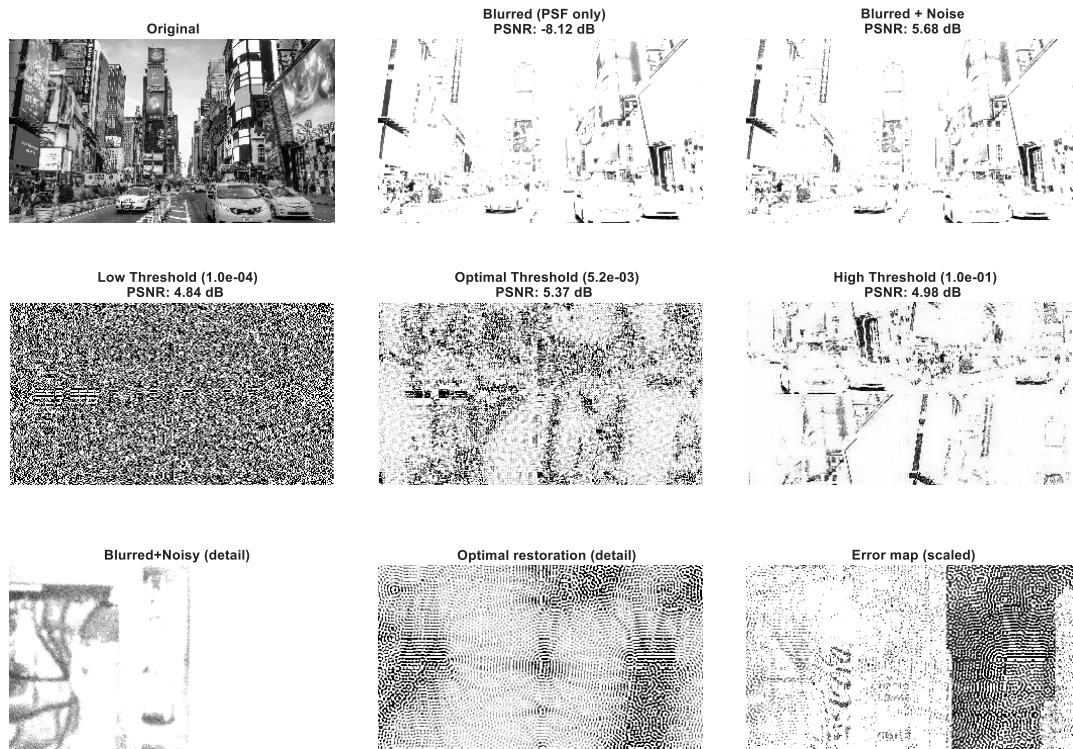 Original
Blurred (PSF only)
PSNR: -8.12 dB
Blurred + Noise
PSNR: 5.68 dB
Low Threshold (1.0e-04)
PSNR: 4.84 dB
Optimal Threshold (5.2e-03)
PSNR: 5.37 dB
High Threshold (1.0e-01)
PSNR: 4.98 dB
Blurred+Noisy (detail)
Optimal restoration (detail)
Error map (scaled)